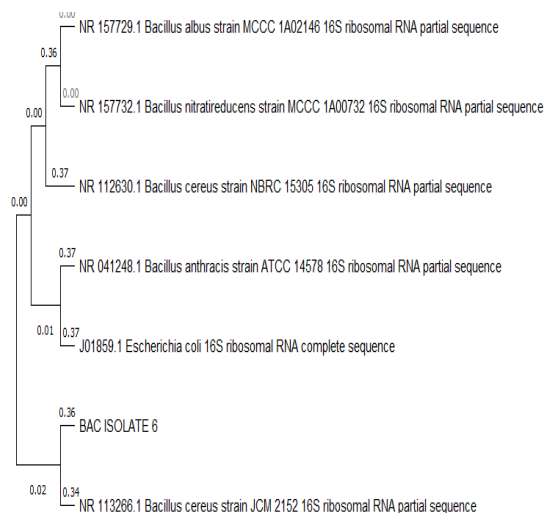 0.00
NR 157729.1 Bacillus albus strain MCCC 1A02146 16S ribosomal RNA partial sequence
0.36
0.00
NR 157732.1 Bacillus nitratireducens strain MCCC 1A00732 16S ribosomal RNA partial sequence
0.00
0.37
NR 112630.1 Bacillus cereus strain NBRC 15305 16S ribosomal RNA partial sequence
0.00
0.37
NR 041248.1 Bacillus anthracis strain ATCC 14578 16S ribosomal RNA partial sequence
0.01
0.37
J01859.1 Escherichia coli 16S ribosomal RNA complete sequence
0.36
BAC ISOLATE 6
0.02
0.34
NR 113266.1 Bacillus cereus strain JCM 2152 16S ribosomal RNA partial sequence